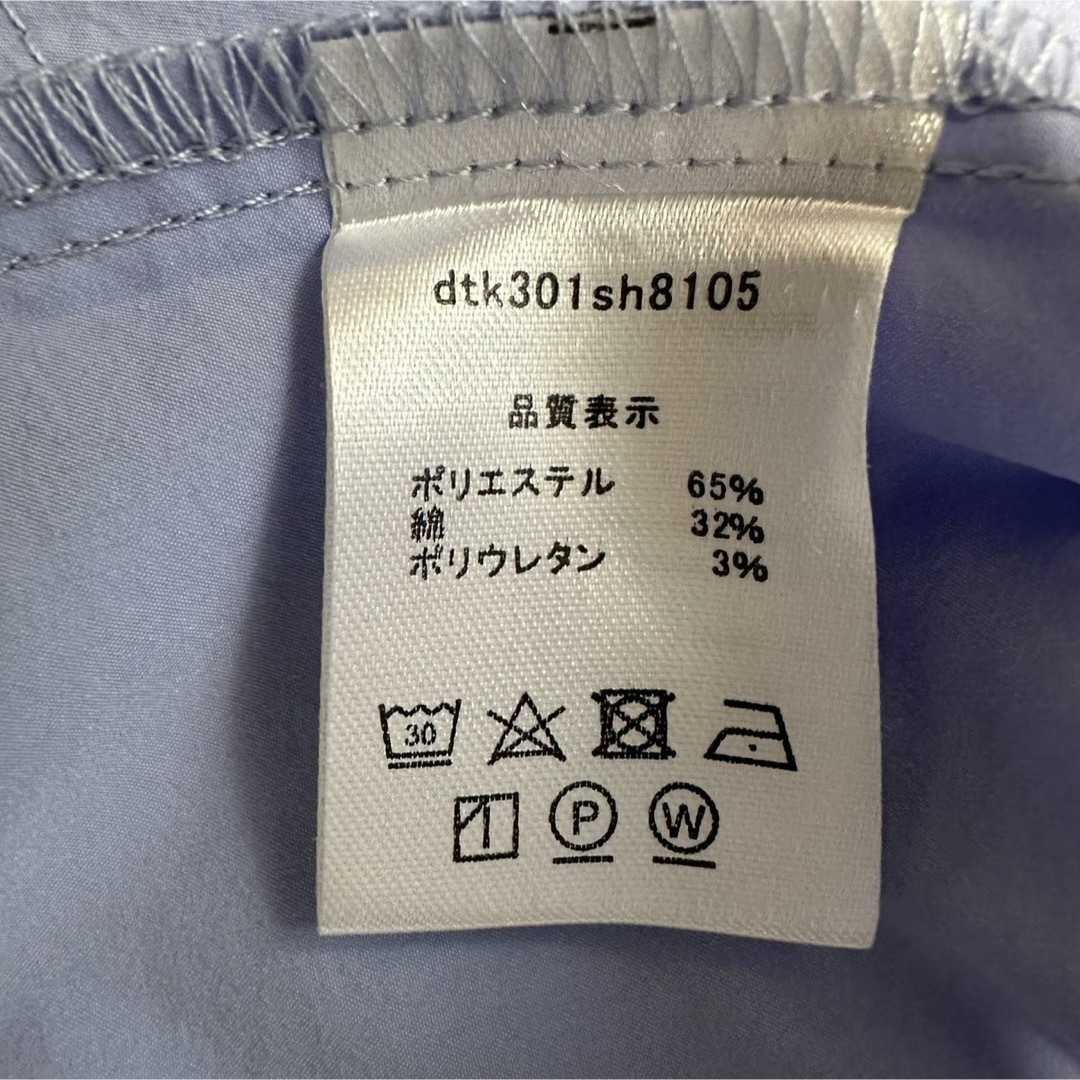 dtk301sh8105
品質表示
ポリエステル 65%
綿 32%
ポリウレタン 3%
30
P W